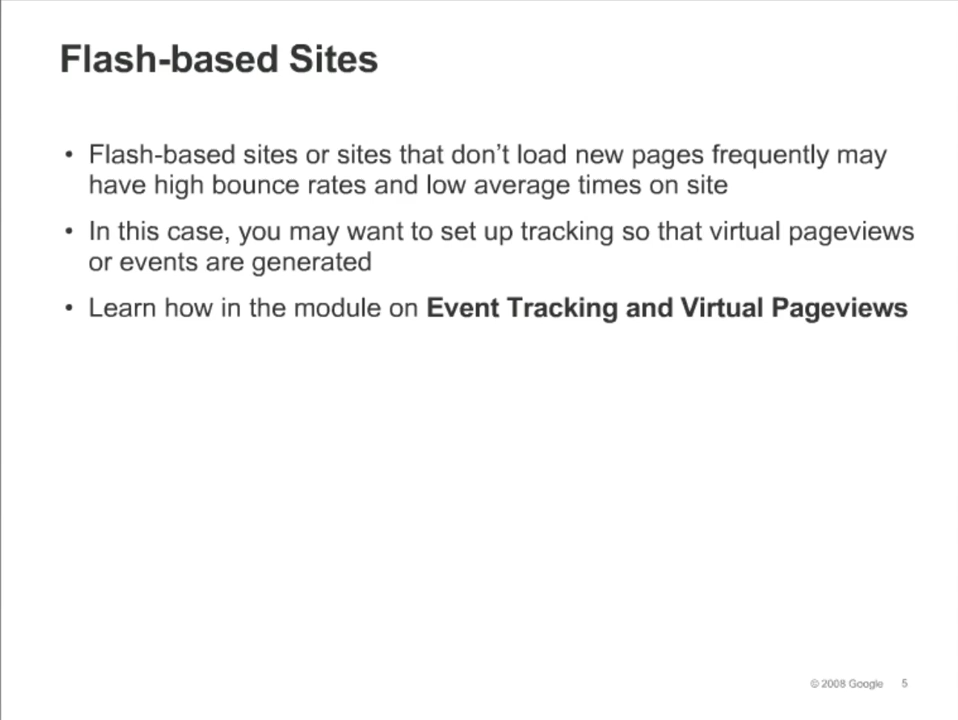 Flash-based Sites
• Flash-based sites or sites that don’t load new pages frequently may
have high bounce rates and low average times on site
• In this case, you may want to set up tracking so that virtual pageviews
or events are generated
• Learn how in the module on Event Tracking and Virtual Pageviews
© 2008 Google 5